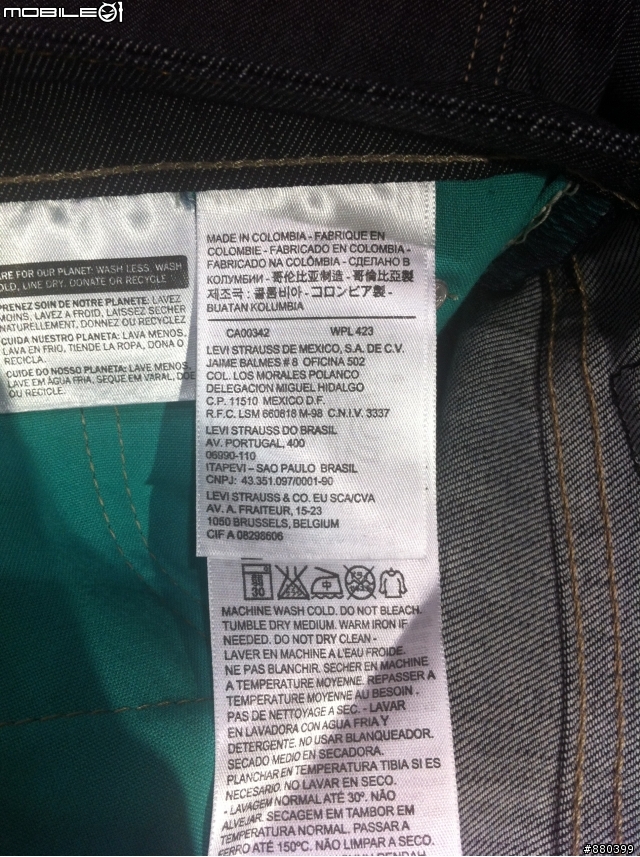 MOBILE01
ARE FOR OUR PLANET: WASH LESS, WASH
OLD, LINE DRY, DONATE OR RECYCLE
PRENEZ SOIN DE NOTRE PLANETE: LAVEZ
MOINS, LAVEZ A FROID, LAISSEZ SECHER
NATURELLEMENT, DONNEZ OU RECYCLEZ
CUIDA NUESTRO PLANETA: LAVA MENOS,
LAVA EN FRIO, TIENDE LA ROPA, DONA O
RECICLA.
CUIDE DO NOSSO PLANETA: LAVE MENOS,
LAVE EM AGUA FRIA, SEQUE EM VARAL, DOE
OU RECICLE.
MADE IN COLOMBIA - FABRIQUE EN
COLOMBIE - FABRICADO EN COLOMBIA -
FABRICADO NA COLÔMBIA - СДЕЛАНО В
КОЛУМБИИ - 哥伦比亚制造 - 哥倫比亞製
제조국 : 콜롬비아 - コロンビア製 -
BUATAN KOLUMBIA
CA00342 WPL 423
LEVI STRAUSS DE MEXICO, S.A. DE C.V.
JAIME BALMES # 8 OFICINA 502
COL. LOS MORALES POLANCO
DELEGACION MIGUEL HIDALGO
C.P. 11510 MEXICO D.F.
R.F.C. LSM 660818 M-98 C.N.I.V. 3337
LEVI STRAUSS DO BRASIL
AV. PORTUGAL, 400
06990-110
ITAPEVI – SAO PAULO BRASIL
CNPJ: 43.351.097/0001-90
LEVI STRAUSS & CO. EU SCA/CVA
AV. A. FRAITEUR, 15-23
1050 BRUSSELS, BELGIUM
CIF A 08298606
30 中
MACHINE WASH COLD. DO NOT BLEACH.
TUMBLE DRY MEDIUM. WARM IRON IF
NEEDED. DO NOT DRY CLEAN -
LAVER EN MACHINE A L'EAU FROIDE.
NE PAS BLANCHIR. SECHER EN MACHINE
A TEMPERATURE MOYENNE. REPASSER A
TEMPERATURE MOYENNE AU BESOIN .
PAS DE NETTOYAGE A SEC. - LAVAR
EN LAVADORA CON AGUA FRIA Y
DETERGENTE. NO USAR BLANQUEADOR.
SECADO MEDIO EN SECADORA.
PLANCHAR EN TEMPERATURA TIBIA SI ES
NECESARIO. NO LAVAR EN SECO.
- LAVAGEM NORMAL ATÉ 30º. NÃO
ALVEJAR. SECAGEM EM TAMBOR EM
TEMPERATURA NORMAL. PASSAR A
FERRO ATÉ 150ºC. NÃO LIMPAR A SECO.
#880399